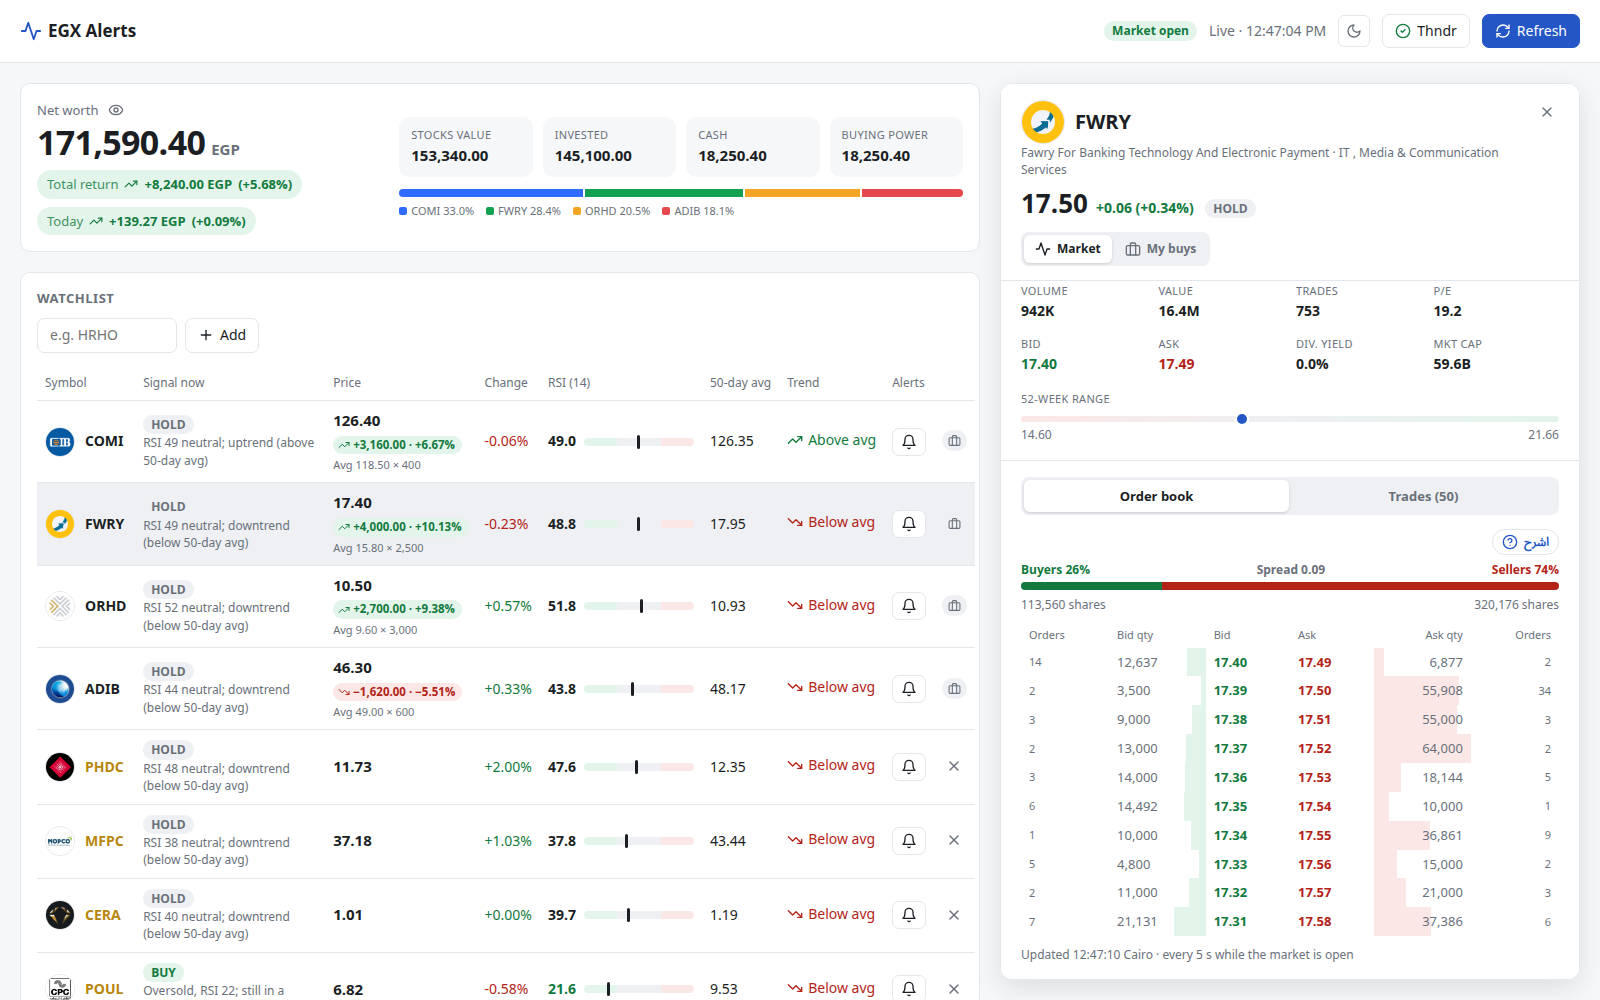 EGX Alerts
Market open
Live · 12:47:04 PM
Thndr
Refresh
Net worth
171,590.40 EGP
Total return +8,240.00 EGP (+5.68%)
Today +139.27 EGP (+0.09%)
STOCKS VALUE
153,340.00
INVESTED
145,100.00
CASH
18,250.40
BUYING POWER
18,250.40
COMI 33.0% FWRY 28.4% ORHD 20.5% ADIB 18.1%
WATCHLIST
e.g. HRHO
Add
Symbol Signal now Price Change RSI (14) 50-day avg Trend Alerts
COMI
HOLD
RSI 49 neutral; uptrend (above
50-day avg)
126.40
+3,160.00 · +6.67%
Avg 118.50 × 400
-0.06% 49.0 126.35 Above avg
FWRY
HOLD
RSI 49 neutral; downtrend
(below 50-day avg)
17.40
+4,000.00 · +10.13%
Avg 15.80 × 2,500
-0.23% 48.8 17.95 Below avg
ORHD
HOLD
RSI 52 neutral; downtrend
(below 50-day avg)
10.50
+2,700.00 · +9.38%
Avg 9.60 × 3,000
+0.57% 51.8 10.93 Below avg
ADIB
HOLD
RSI 44 neutral; downtrend
(below 50-day avg)
46.30
−1,620.00 · −5.51%
Avg 49.00 × 600
+0.33% 43.8 48.17 Below avg
PHDC
HOLD
RSI 48 neutral; downtrend
(below 50-day avg)
11.73 +2.00% 47.6 12.35 Below avg
MOPCO
MFPC
HOLD
RSI 38 neutral; downtrend
(below 50-day avg)
37.18 +1.03% 37.8 43.44 Below avg
CERA
HOLD
RSI 40 neutral; downtrend
(below 50-day avg)
1.01 +0.00% 39.7 1.19 Below avg
CPC
POUL
BUY
Oversold, RSI 22; still in a
6.82 -0.58% 21.6 9.53 Below avg
FWRY
Fawry For Banking Technology And Electronic Payment · IT , Media & Communication
Services
17.50 +0.06 (+0.34%) HOLD
Market
My buys
VOLUME VALUE TRADES P/E
942K 16.4M 753 19.2
BID ASK DIV. YIELD MKT CAP
17.40 17.49 0.0% 59.6B
52-WEEK RANGE
14.60 21.66
Order book
Trades (50)
اشرح
Buyers 26% Spread 0.09 Sellers 74%
113,560 shares 320,176 shares
Orders Bid qty Bid Ask Ask qty Orders
14 12,637 17.40 17.49 6,877 2
2 3,500 17.39 17.50 55,908 34
3 9,000 17.38 17.51 55,000 3
2 13,000 17.37 17.52 64,000 2
3 14,000 17.36 17.53 18,144 5
6 14,492 17.35 17.54 10,000 1
1 10,000 17.34 17.55 36,861 9
5 4,800 17.33 17.56 15,000 2
2 11,000 17.32 17.57 21,000 3
7 21,131 17.31 17.58 37,386 6
Updated 12:47:10 Cairo · every 5 s while the market is open